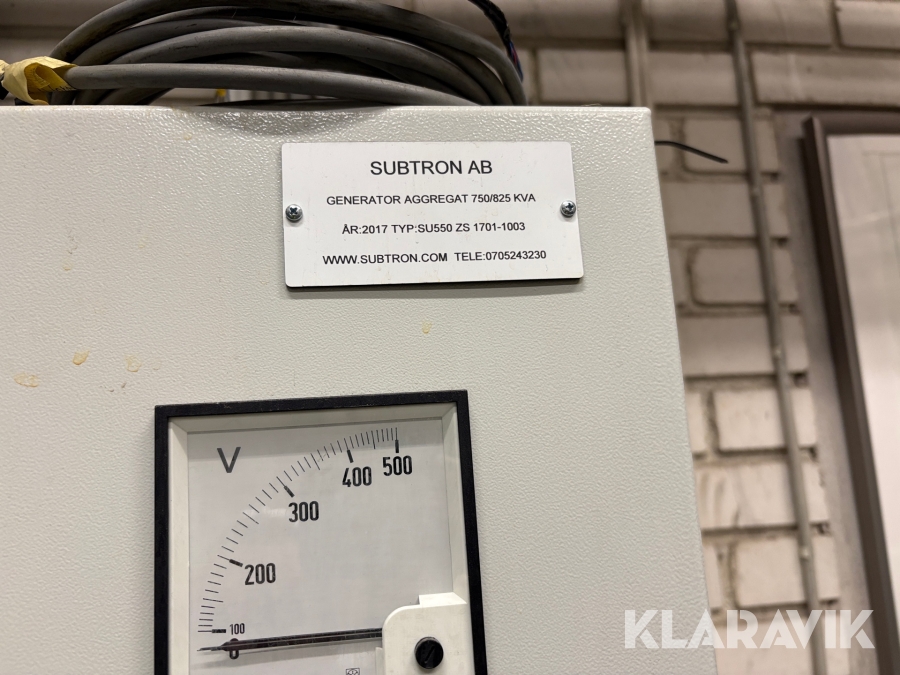 SUBTRON AB
GENERATOR AGGREGAT 750/825 KVA
ÅR:2017 TYP:SU550 ZS 1701-1003
WWW.SUBTRON.COM TELE:0705243230
V
500
400
300
200
100
0
KLARAVIK